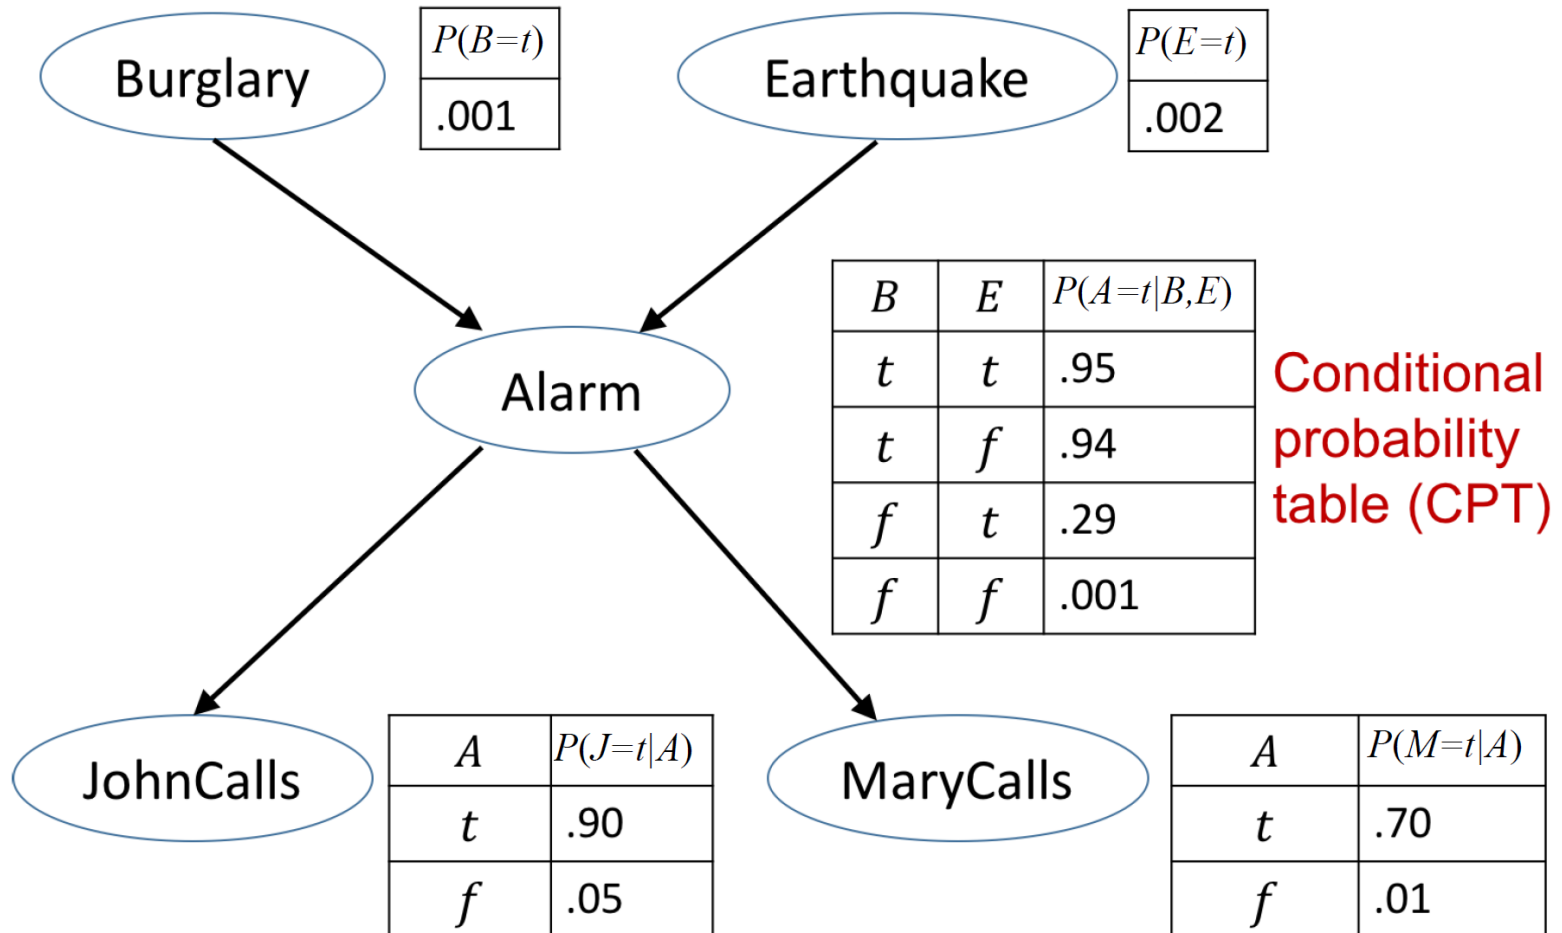 Burglary
P(B=t)
.001
Earthquake
P(E=t)
.002
Alarm
B E P(A=t|B,E)
t t .95
t f .94
f t .29
f f .001
Conditional
probability
table (CPT)
JohnCalls
A P(J=t|A)
t .90
f .05
MaryCalls
A P(M=t|A)
t .70
f .01